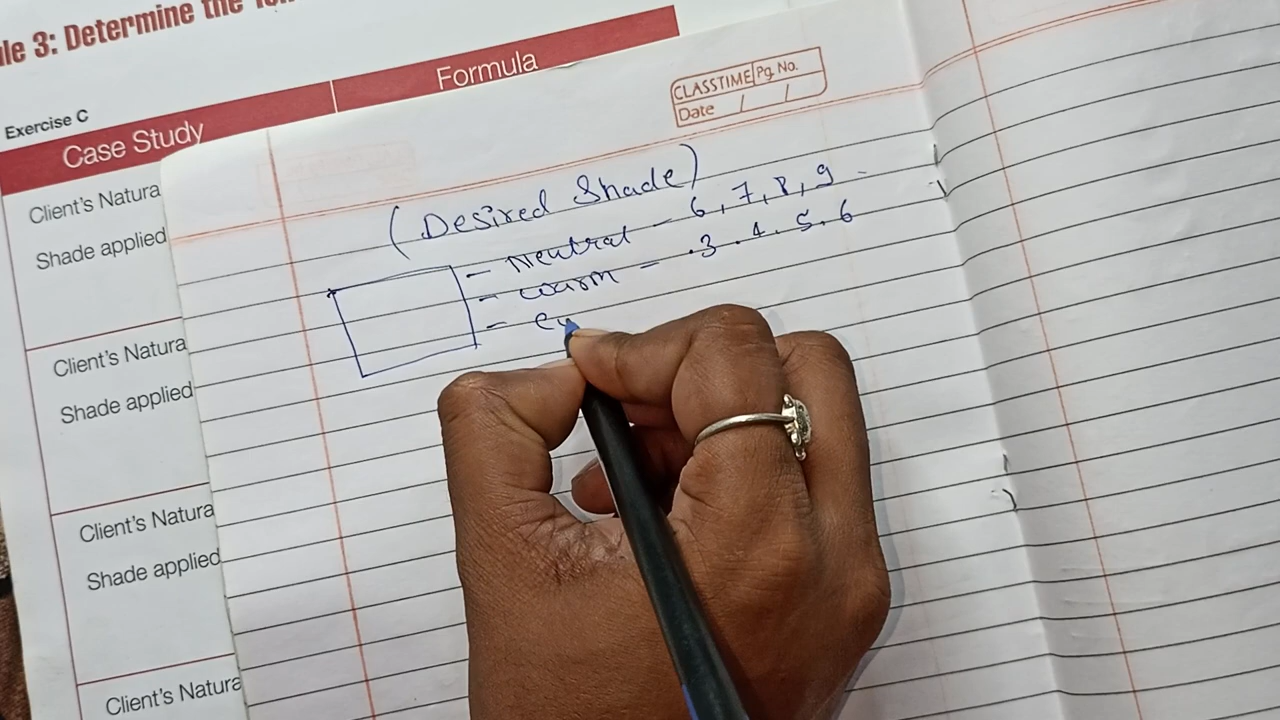 le 3: Determine the
Exercise C
Case Study
Formula
Client's Natura
Shade applied
Client's Natura
Shade applied
Client's Natura
Shade applied
Client's Natura
CLASSTIME Pg. No.
Date / /
(Desired Shade)
- Neutral - 6, 7, 8, 9
- warm - .3 .4 .5 .6
-